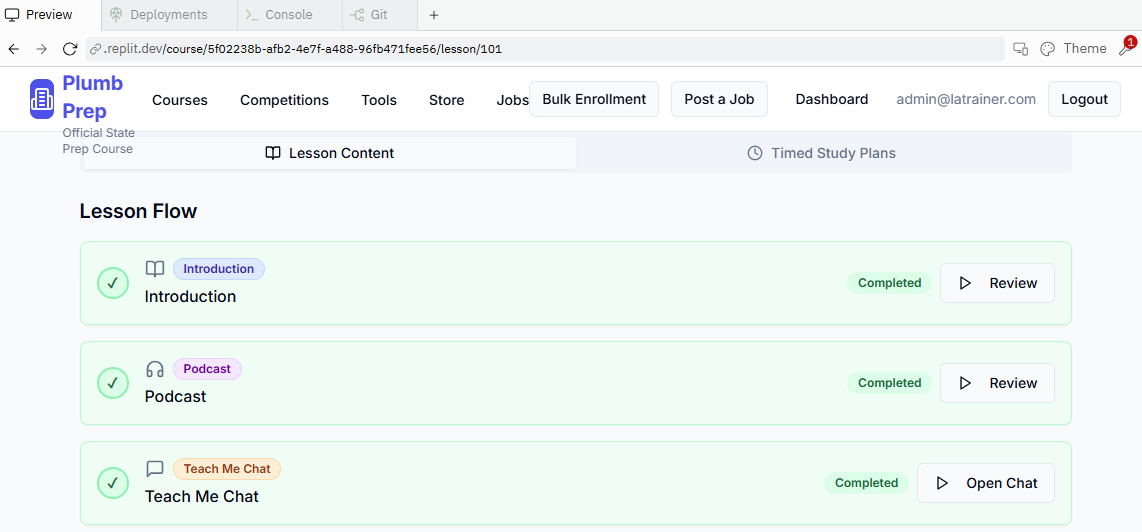 Preview Deployments Console Git
.replit.dev/course/5f02238b-afb2-4e7f-a488-96fb471fee56/lesson/101 Theme 1
Plumb
Prep
Official State
Prep Course
Courses Competitions Tools Store Jobs Bulk Enrollment Post a Job Dashboard admin@latrainer.com Logout
Lesson Content Timed Study Plans
Lesson Flow
Introduction
Introduction
Completed Review
Podcast
Podcast
Completed Review
Teach Me Chat
Teach Me Chat
Completed Open Chat